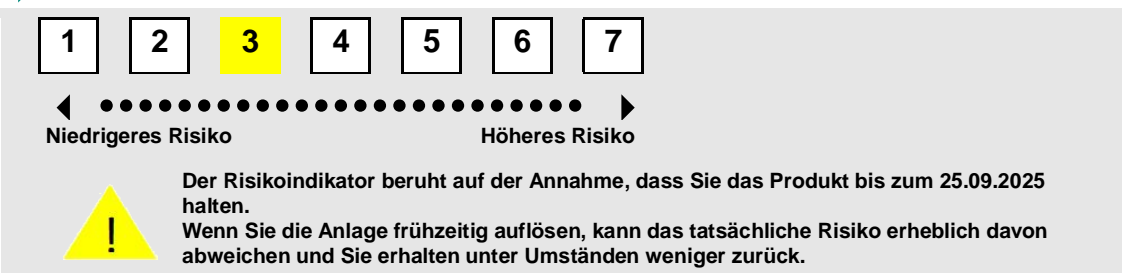 1 2 3 4 5 6 7
Niedrigeres Risiko Höheres Risiko
Der Risikoindikator beruht auf der Annahme, dass Sie das Produkt bis zum 25.09.2025
halten.
! Wenn Sie die Anlage frühzeitig auflösen, kann das tatsächliche Risiko erheblich davon
abweichen und Sie erhalten unter Umständen weniger zurück.